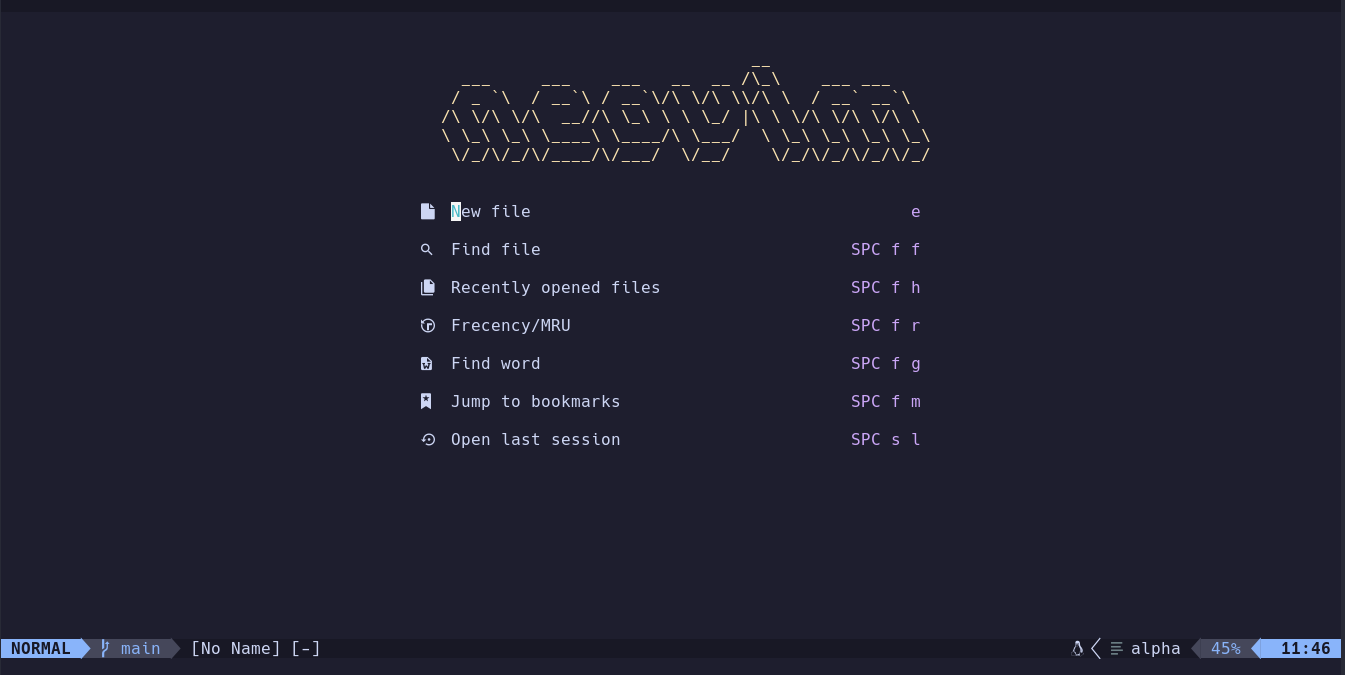 neovim
New file e
Find file SPC f f
Recently opened files SPC f h
Frecency/MRU SPC f r
Find word SPC f g
Jump to bookmarks SPC f m
Open last session SPC s l
NORMAL main [No Name] [-] alpha 45% 11:46